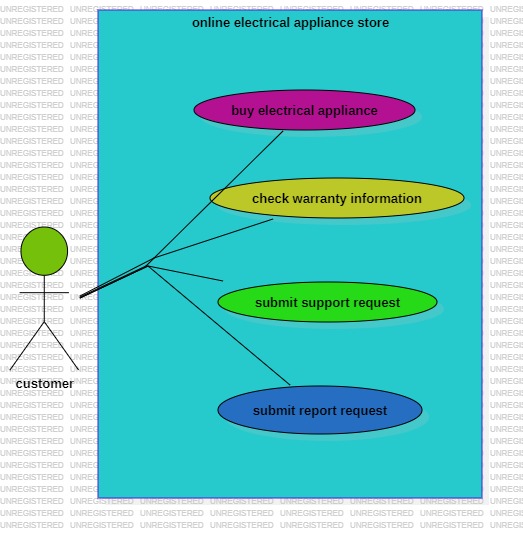 online electrical appliance store
buy electrical appliance
check warranty information
submit support request
customer
submit report request
UNREGISTERED